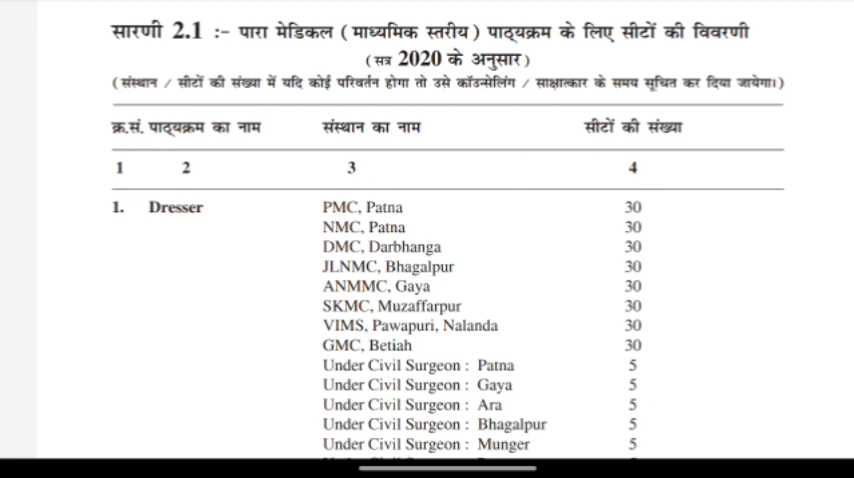 सारणी 2.1 :- पारा मेडिकल ( माध्यमिक स्तरीय ) पाठ्यक्रम के लिए सीटों की विवरणी
( सत्र 2020 के अनुसार )
( संस्थान / सीटों की संख्या में यदि कोई परिवर्तन होगा तो उसे कॉउन्सेलिंग / साक्षात्कार के समय सूचित कर दिया जायेगा। )
क्र.सं. पाठ्यक्रम का नाम संस्थान का नाम सीटों की संख्या
1 2 3 4
1. Dresser PMC, Patna 30
NMC, Patna 30
DMC, Darbhanga 30
JLNMC, Bhagalpur 30
ANMMC, Gaya 30
SKMC, Muzaffarpur 30
VIMS, Pawapuri, Nalanda 30
GMC, Betiah 30
Under Civil Surgeon : Patna 5
Under Civil Surgeon : Gaya 5
Under Civil Surgeon : Ara 5
Under Civil Surgeon : Bhagalpur 5
Under Civil Surgeon : Munger 5